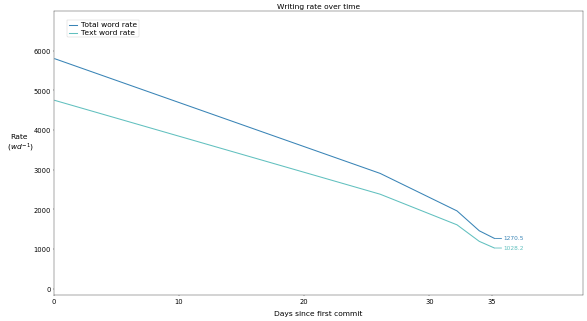 Writing rate over time
Total word rate
Text word rate
6000
5000
4000
3000
2000
1000
0
Rate
(wd⁻¹)
1270.5
1028.2
0
10
20
30
35
Days since first commit